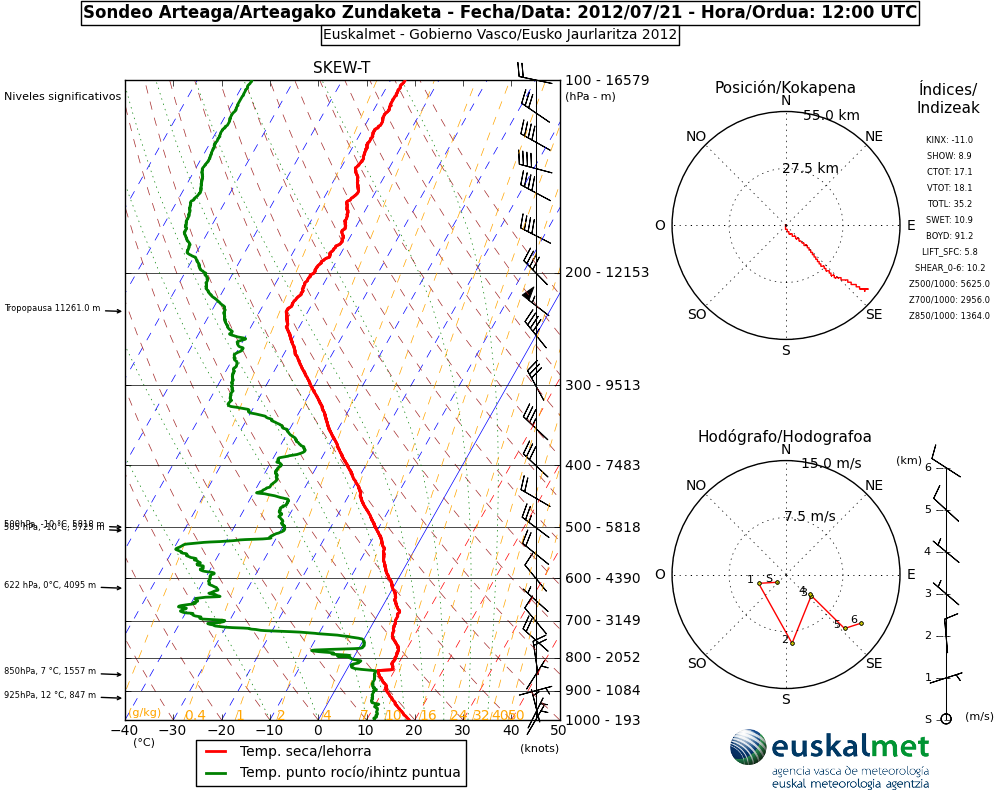 Sondeo Arteaga/Arteagako Zundaketa - Fecha/Data: 2012/07/21 - Hora/Ordua: 12:00 UTC
Euskalmet - Gobierno Vasco/Eusko Jaurlaritza 2012
SKEW-T
Niveles significativos
Tropopausa 11261.0 m
622 hPa, 0°C, 4095 m
850hPa, 7 °C, 1557 m
925hPa, 12 °C, 847 m
100 - 16579
(hPa - m)
200 - 12153
300 - 9513
400 - 7483
500 - 5818
600 - 4390
700 - 3149
800 - 2052
900 - 1084
1000 - 193
(g/kg) 0.4 1 2 4 10 16 24 32 40 50
−40 −30 −20 −10 0 10 20 30 40 50
(°C)
(knots)
Temp. seca/lehorra
Temp. punto rocío/ihintz puntua
Posición/Kokapena
N
55.0 km
NO
NE
27.5 km
O
E
SO
SE
S
Índices/
Indizeak
KINX: -11.0
SHOW: 8.9
CTOT: 17.1
VTOT: 18.1
TOTL: 35.2
SWET: 10.9
BOYD: 91.2
LIFT_SFC: 5.8
SHEAR_0-6: 10.2
Z500/1000: 5625.0
Z700/1000: 2956.0
Z850/1000: 1364.0
Hodógrafo/Hodografoa
N
15.0 m/s
NO
NE
7.5 m/s
O
E
1 S
4
2
5 6
SO
SE
S
(km)
6
5
4
3
2
1
S
(m/s)
euskalmet
agencia vasca de meteorología
euskal meteorologia agentzia